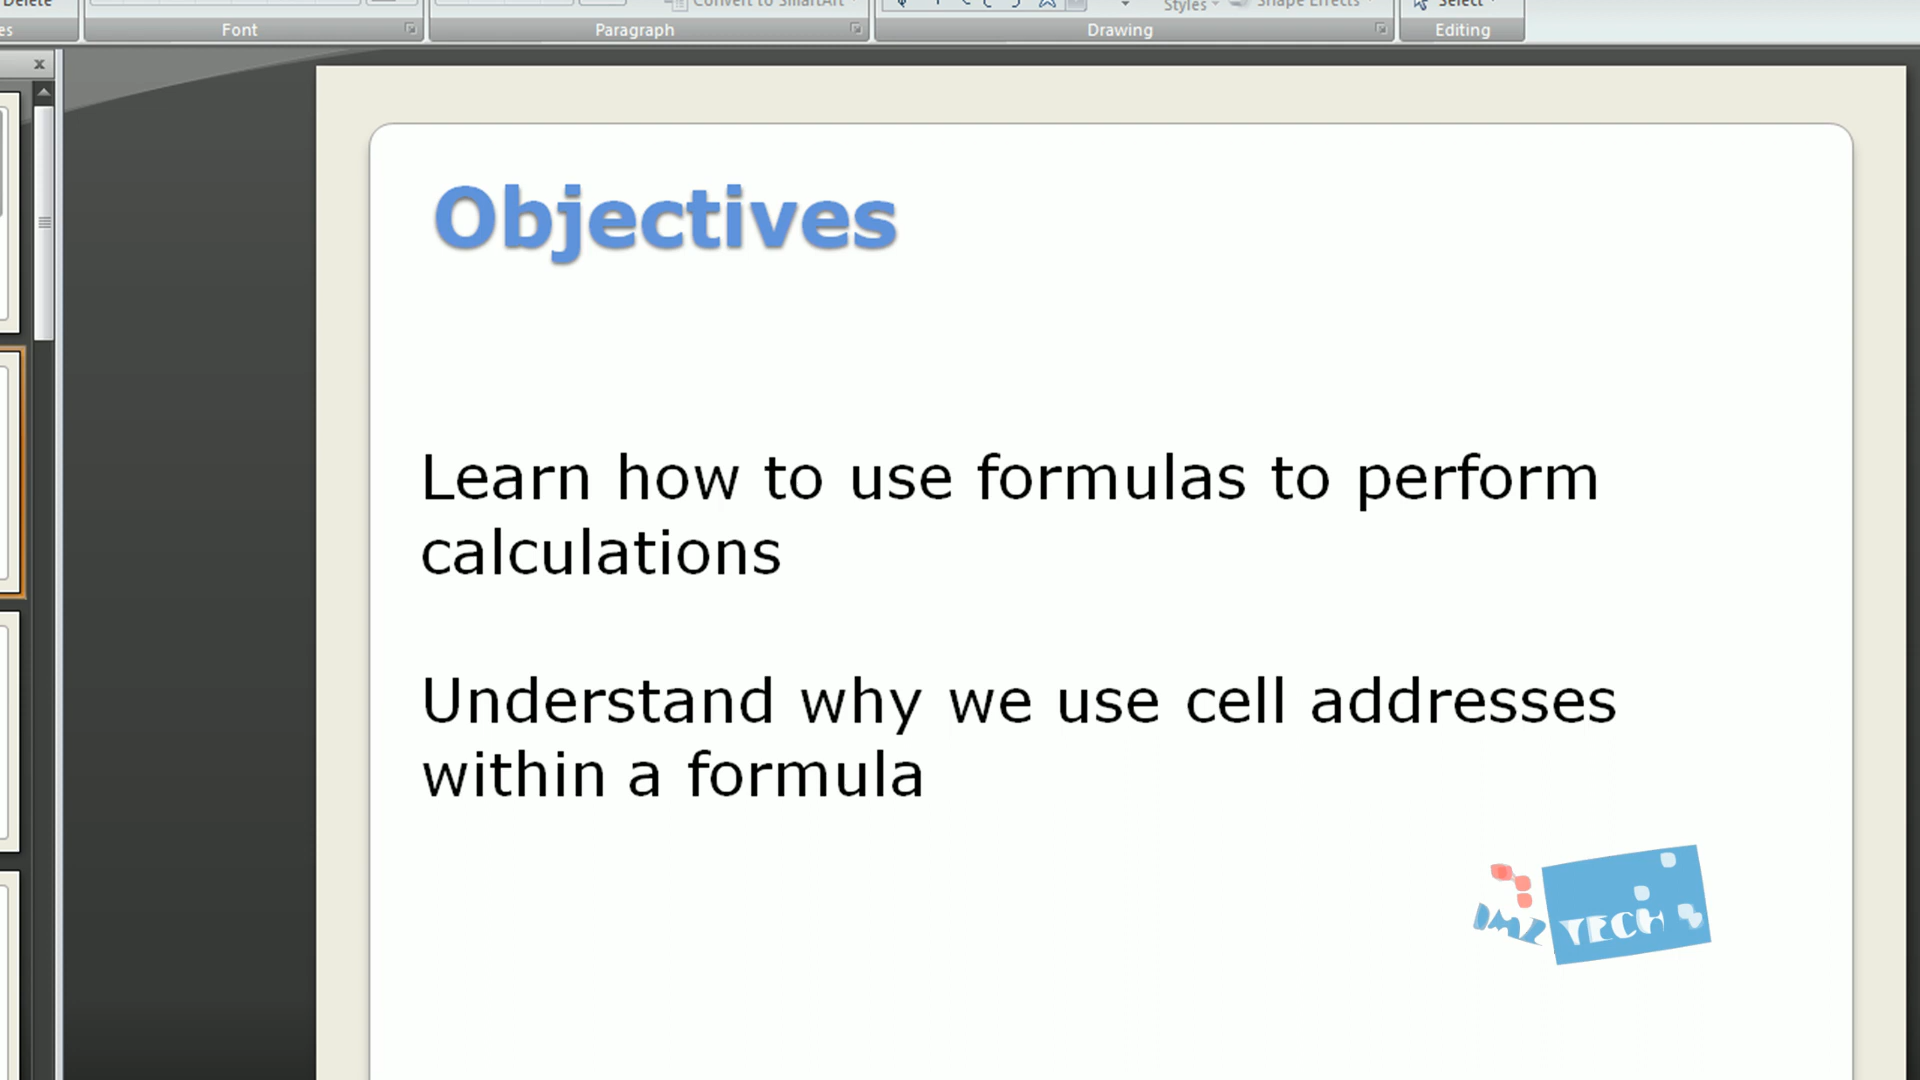 Delete
Convert to SmartArt
Styles
Shape Effects
Select
Font
Paragraph
Drawing
Editing
Objectives
Learn how to use formulas to perform
calculations
Understand why we use cell addresses
within a formula
TECH